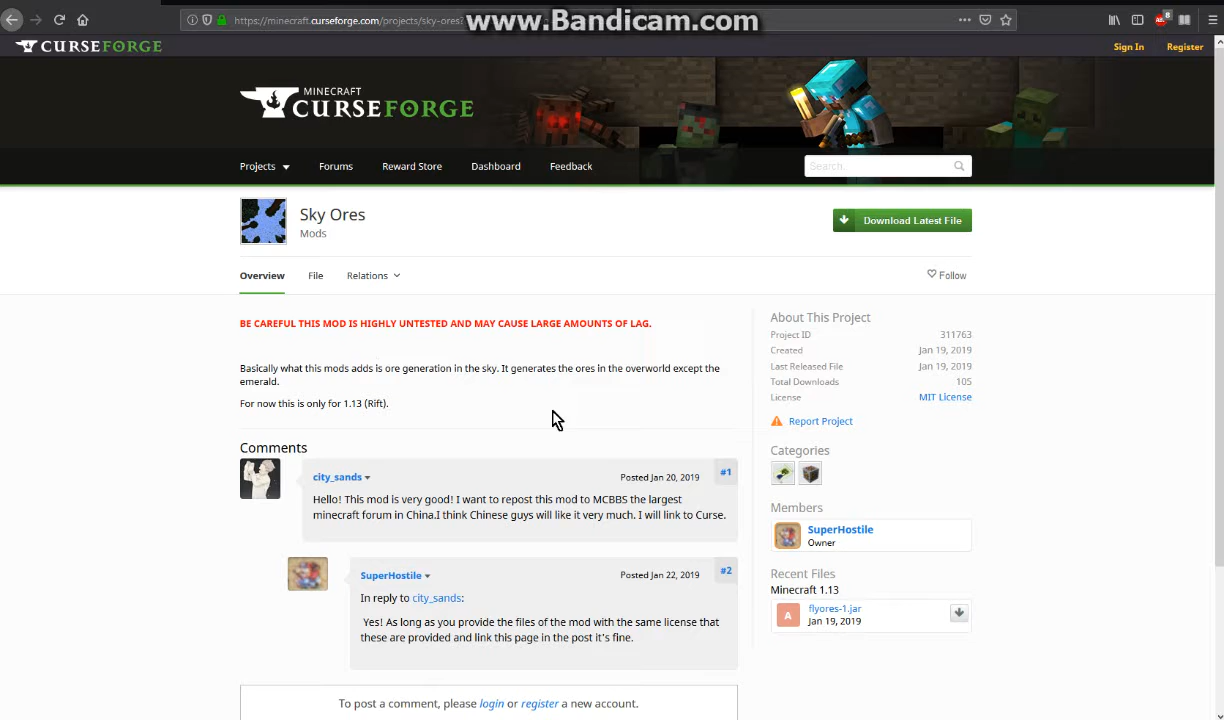 https://minecraft.curseforge.com/projects/sky-ores?
www.Bandicam.com
8
CURSEFORGE
Sign In
Register
MINECRAFT
CURSEFORGE
Projects
Forums
Reward Store
Dashboard
Feedback
Search...
Sky Ores
Mods
Download Latest File
Overview
File
Relations
Follow
BE CAREFUL THIS MOD IS HIGHLY UNTESTED AND MAY CAUSE LARGE AMOUNTS OF LAG.
Basically what this mods adds is ore generation in the sky. It generates the ores in the overworld except the
emerald.
For now this is only for 1.13 (Rift).
Comments
city_sands
Posted Jan 20, 2019
#1
Hello! This mod is very good! I want to repost this mod to MCBBS the largest
minecraft forum in China.I think Chinese guys will like it very much. I will link to Curse.
SuperHostile
Posted Jan 22, 2019
#2
In reply to city_sands:
Yes! As long as you provide the files of the mod with the same license that
these are provided and link this page in the post it's fine.
To post a comment, please login or register a new account.
About This Project
Project ID 311763
Created Jan 19, 2019
Last Released File Jan 19, 2019
Total Downloads 105
License MIT License
Report Project
Categories
Members
SuperHostile
Owner
Recent Files
Minecraft 1.13
A
flyores-1.jar
Jan 19, 2019